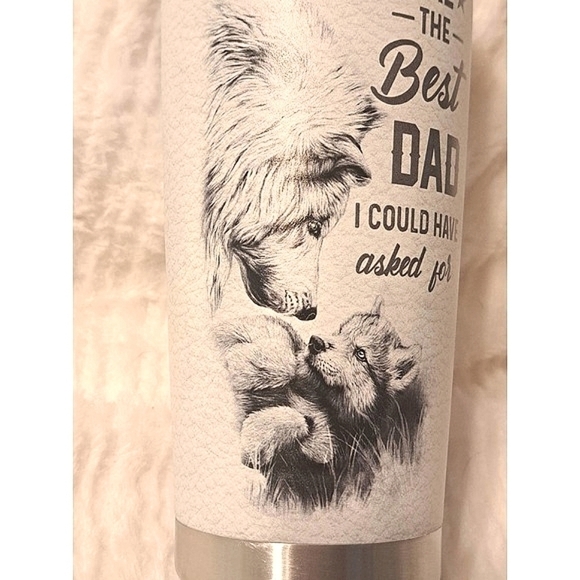 THE
Best
DAD
I COULD HAVE
asked for